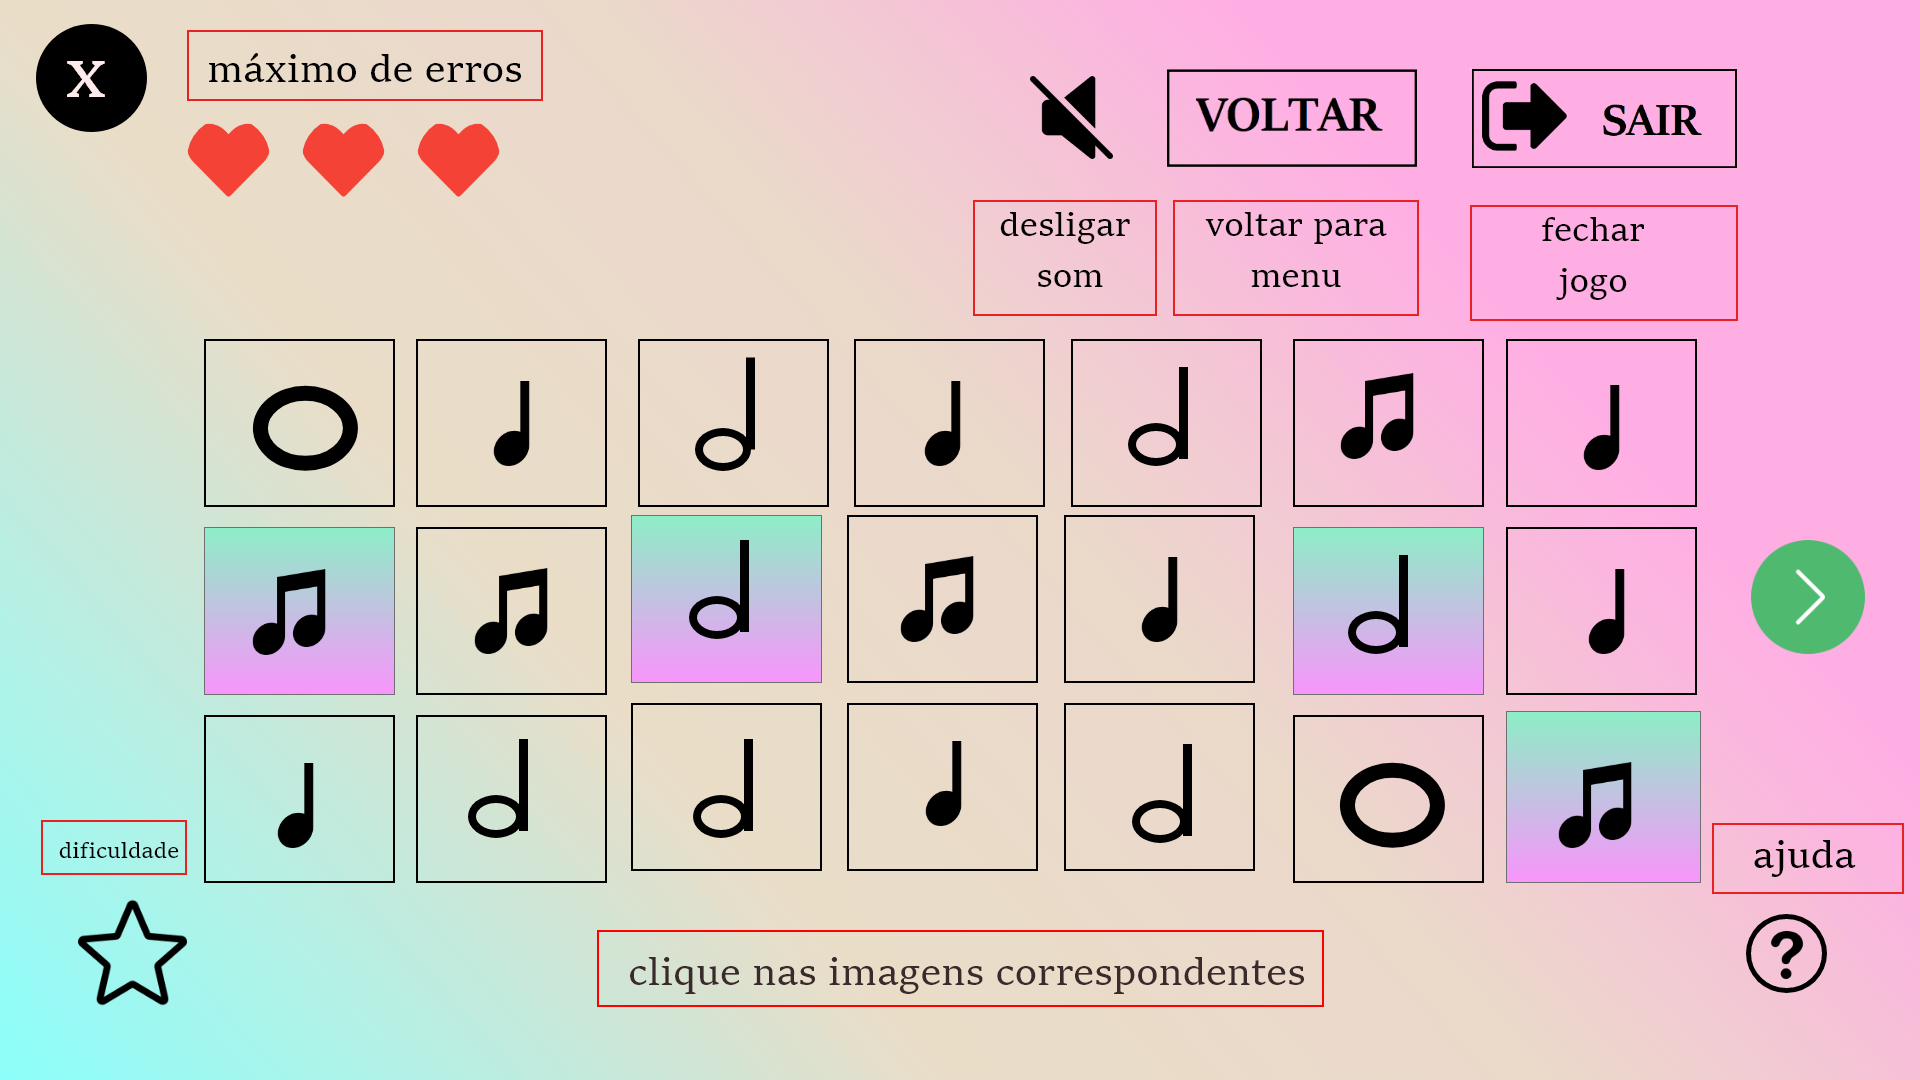 X
máximo de erros
VOLTAR
SAIR
desligar
som
voltar para
menu
fechar
jogo
dificuldade
ajuda
?
clique nas imagens correspondentes